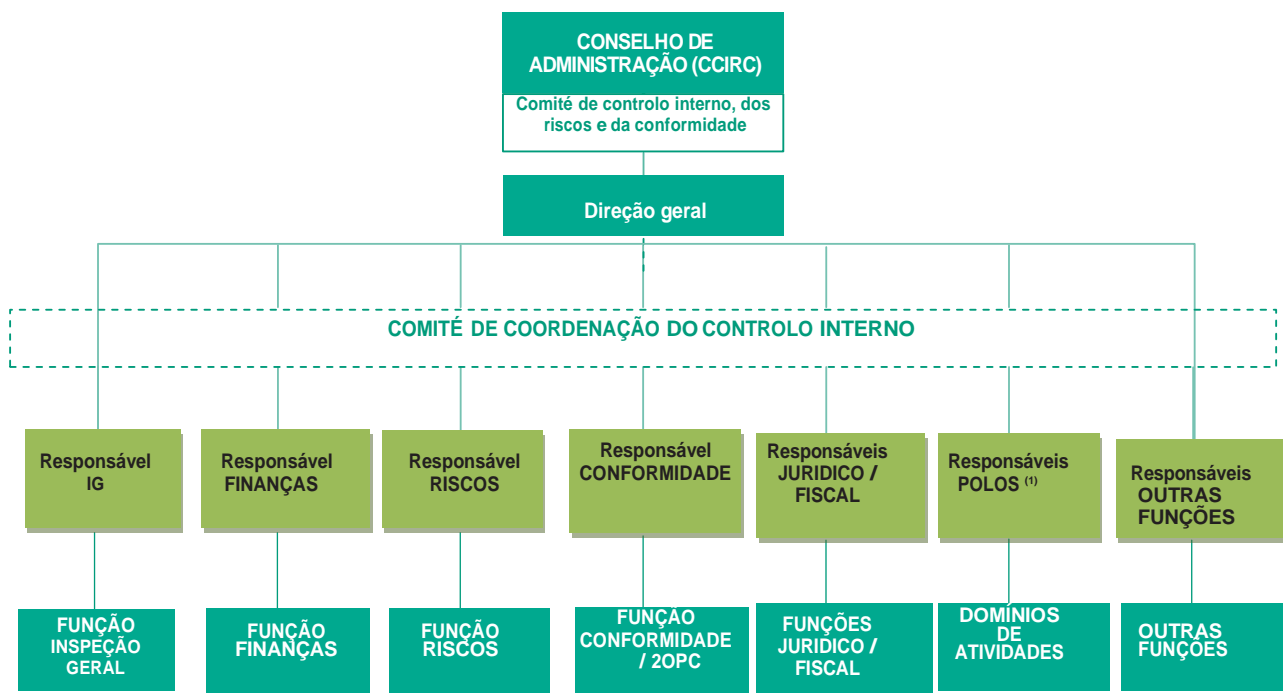 CONSELHO DE
ADMINISTRAÇÃO (CCIRC)
Comité de controlo interno, dos
riscos e da conformidade
Direção geral
COMITÉ DE COORDENAÇÃO DO CONTROLO INTERNO
Responsável
IG
Responsável
FINANÇAS
Responsável
RISCOS
Responsável
CONFORMIDADE
Responsáveis
JURIDICO /
FISCAL
Responsáveis
POLOS (1)
Responsáveis
OUTRAS
FUNÇÕES
FUNÇÃO
INSPEÇÃO
GERAL
FUNÇÃO
FINANÇAS
FUNÇÃO
RISCOS
FUNÇÃO
CONFORMIDADE
/ 2OPC
FUNÇÕES
JURIDICO /
FISCAL
DOMÍNIOS
DE
ATIVIDADES
OUTRAS
FUNÇÕES